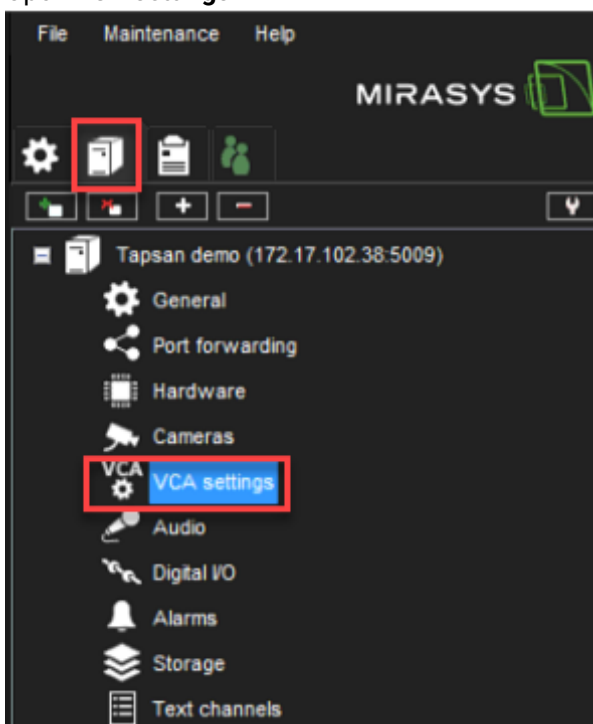 File Maintenance Help
MIRASYS
Tapsan demo (172.17.102.38:5009)
General
Port forwarding
Hardware
Cameras
VCA
VCA settings
Audio
Digital I/O
Alarms
Storage
Text channels